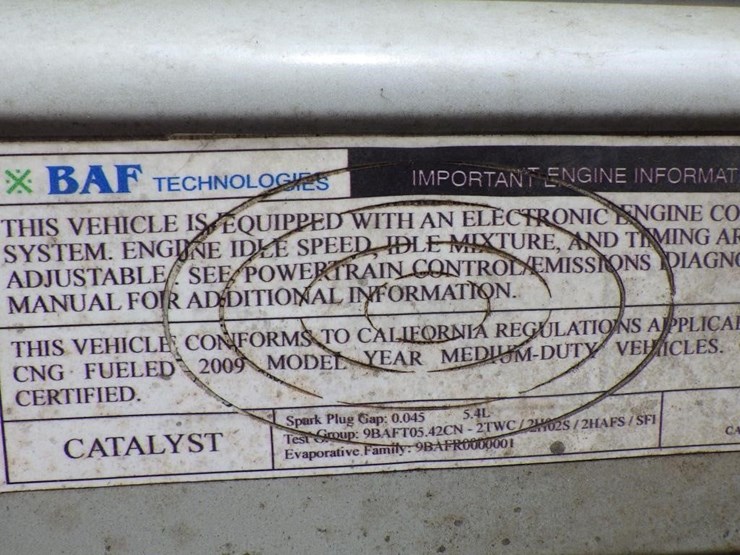 BAF TECHNOLOGIES
IMPORTANT ENGINE INFORMAT
THIS VEHICLE IS EQUIPPED WITH AN ELECTRONIC ENGINE CO
SYSTEM. ENGINE IDLE SPEED, IDLE MIXTURE, AND TIMING AR
ADJUSTABLE. SEE POWERTRAIN CONTROL/EMISSIONS DIAGNO
MANUAL FOR ADDITIONAL INFORMATION.
THIS VEHICLE CONFORMS TO CALIFORNIA REGULATIONS APPLICAB
CNG FUELED 2009 MODEL YEAR MEDIUM-DUTY VEHICLES.
CERTIFIED.
CATALYST
Spark Plug Gap: 0.045 5.4L
Test Group: 9BAFT05.42CN - 2TWC / 2H02S / 2HAFS / SFI
Evaporative Family: 9BAFR0000001
CA